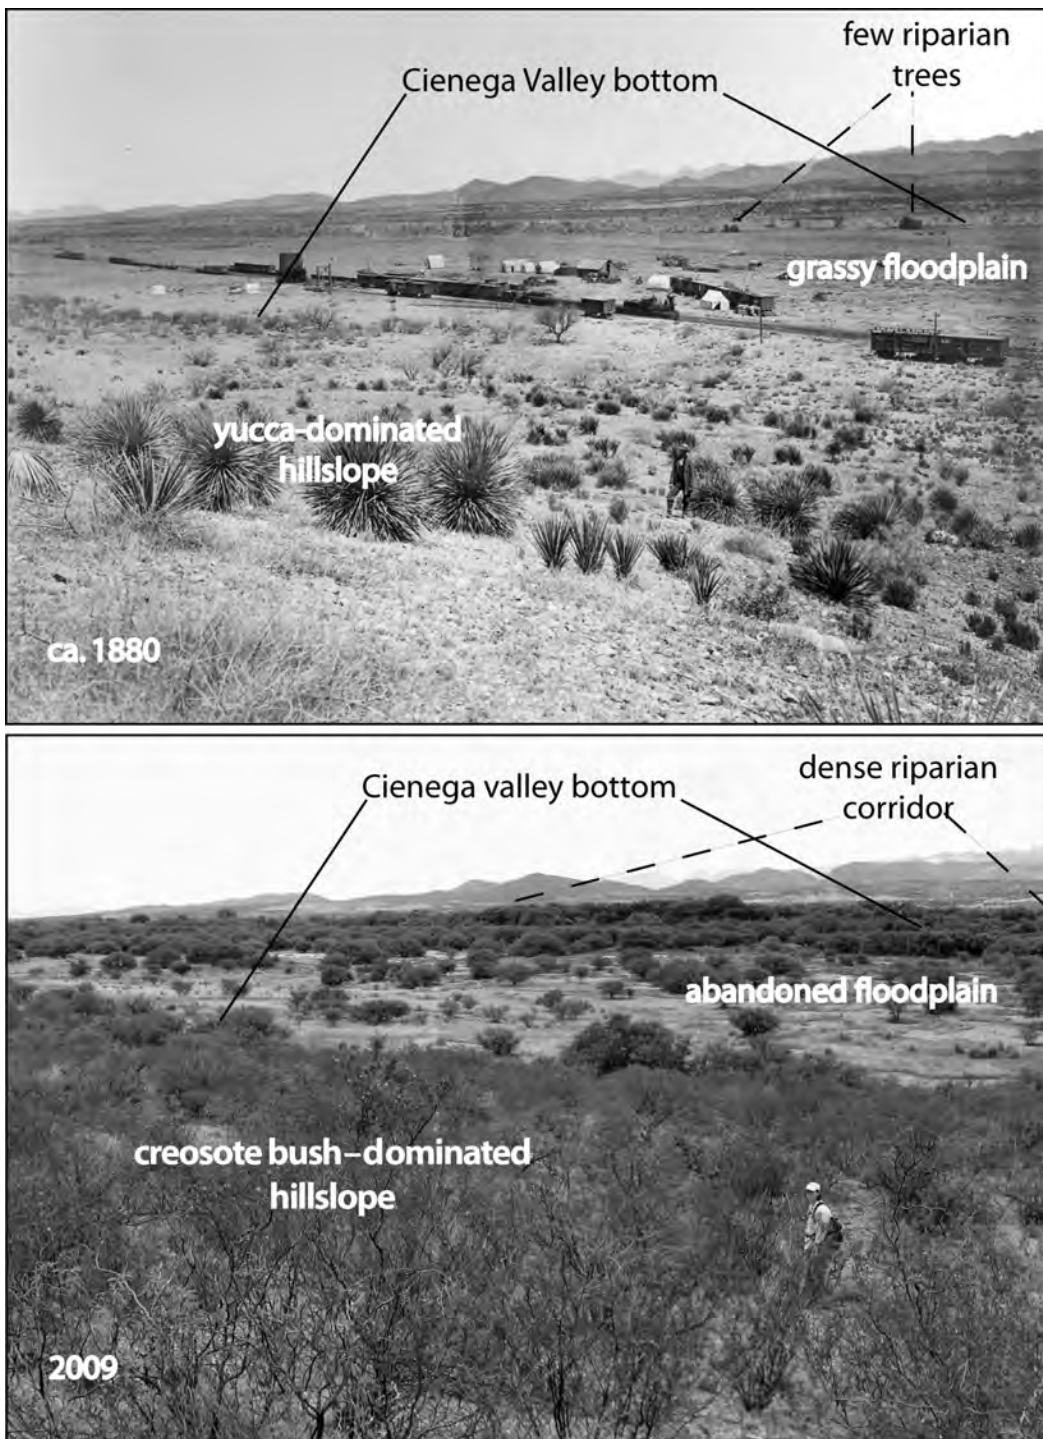 few riparian
trees
Cienega Valley bottom
grassy floodplain
yucca-dominated
hillslope
ca. 1880
dense riparian
corridor
Cienega valley bottom
abandoned floodplain
creosote bush–dominated
hillslope
2009